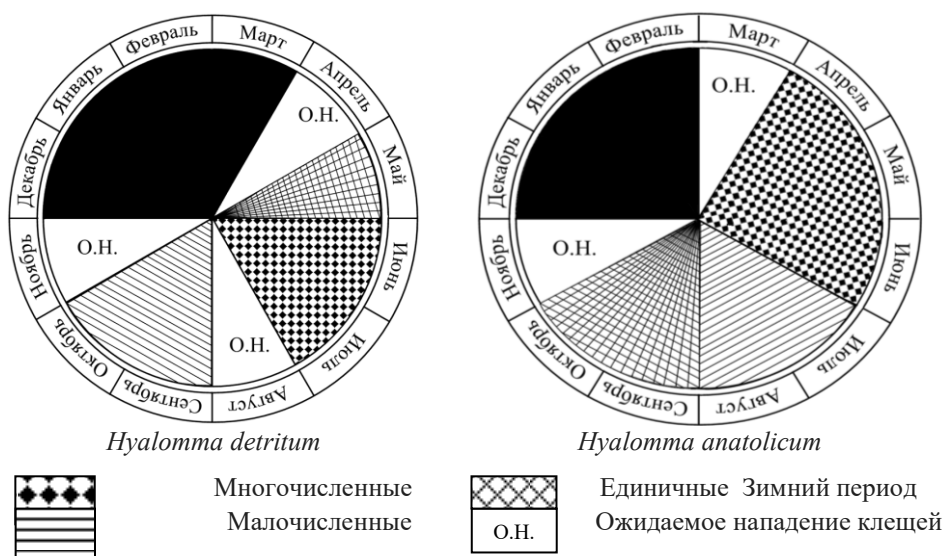 Январь
Февраль
Март
Апрель
Май
Июнь
Июль
Август
Сентябрь
Октябрь
Ноябрь
Декабрь
О.Н.
О.Н.
О.Н.
Hyalomma detritum
Январь
Февраль
Март
Апрель
Май
Июнь
Июль
Август
Сентябрь
Октябрь
Ноябрь
Декабрь
О.Н.
О.Н.
Hyalomma anatolicum
Многочисленные
Малочисленные
Единичные Зимний период
О.Н. Ожидаемое нападение клещей